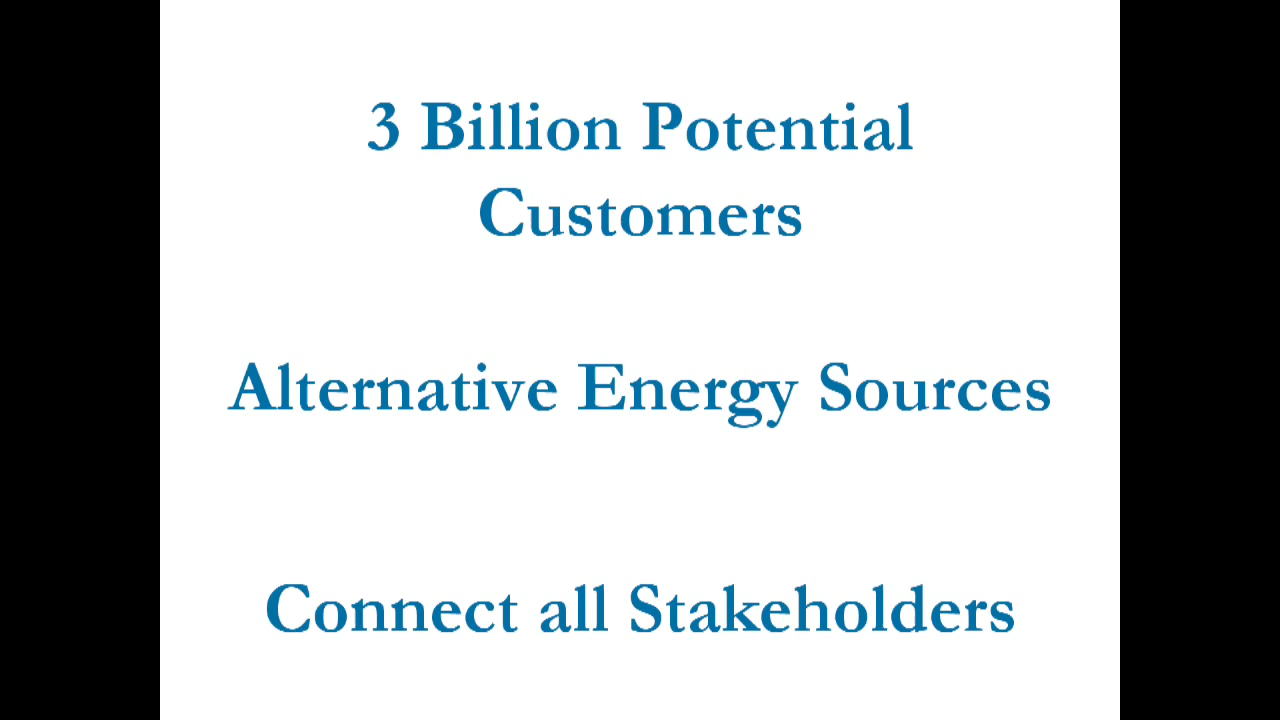 3 Billion Potential
Customers
Alternative Energy Sources
Connect all Stakeholders